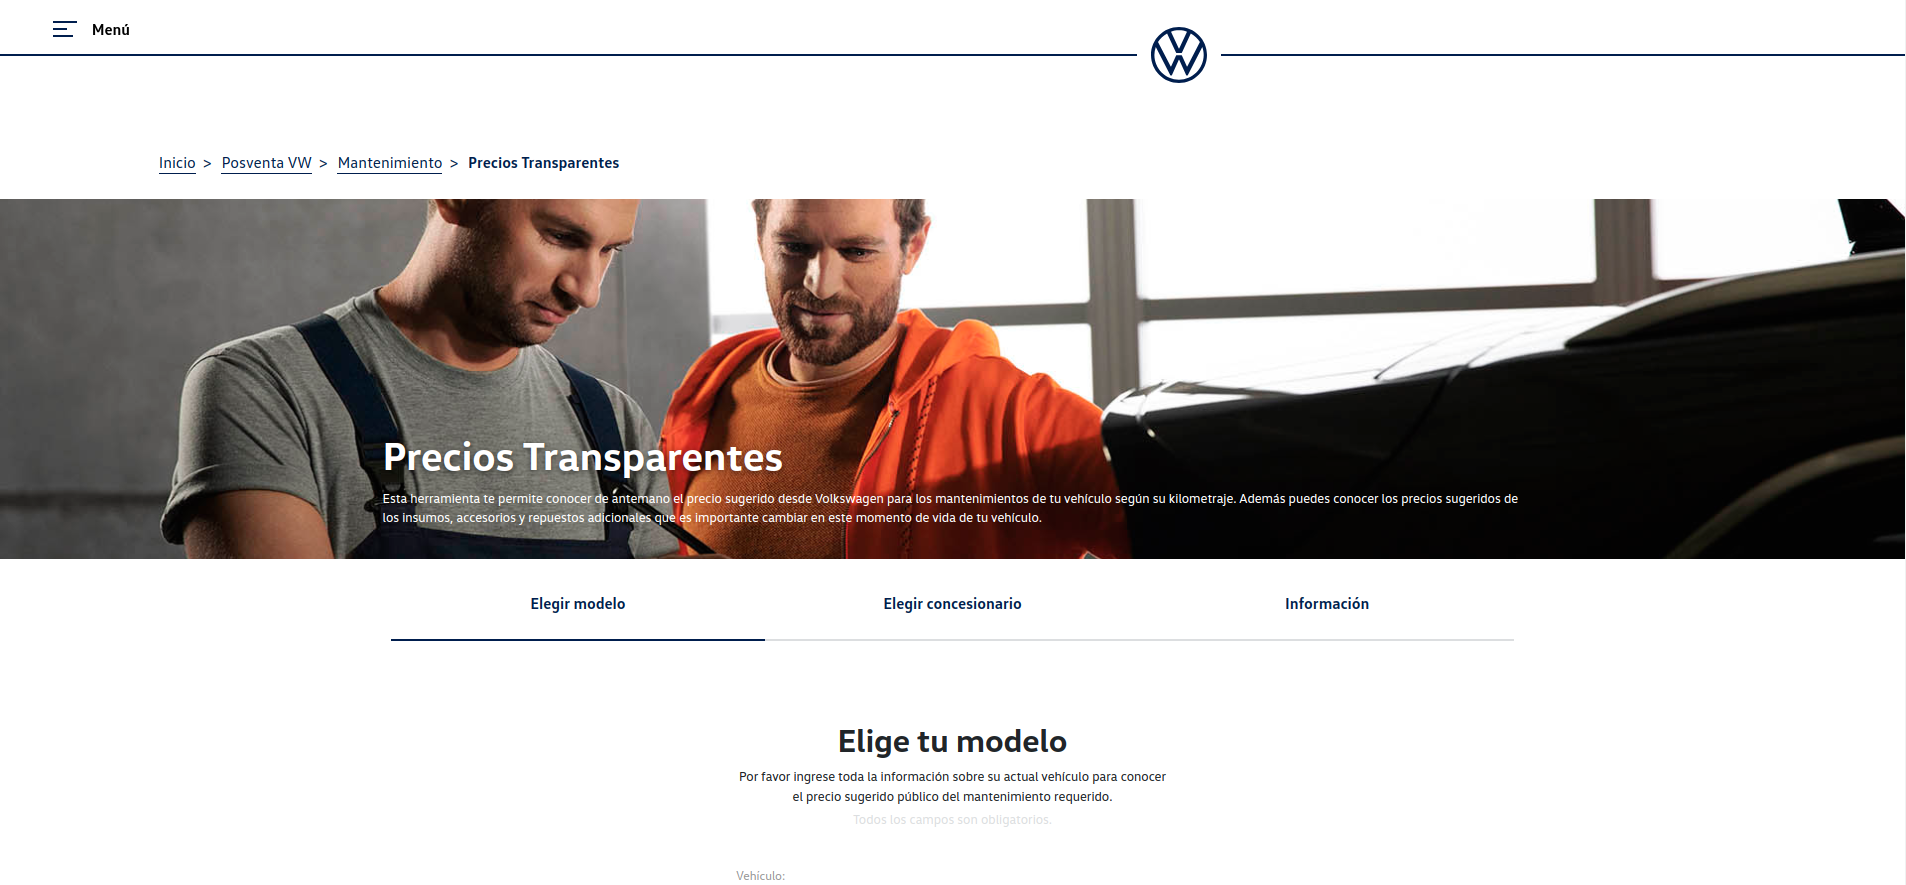 Menú
Inicio > Posventa VW > Mantenimiento > Precios Transparentes
Precios Transparentes
Esta herramienta te permite conocer de antemano el precio sugerido desde Volkswagen para los mantenimientos de tu vehículo según su kilometraje. Además puedes conocer los precios sugeridos de
los insumos, accesorios y repuestos adicionales que es importante cambiar en este momento de vida de tu vehículo.
Elegir modelo
Elegir concesionario
Información
Elige tu modelo
Por favor ingrese toda la información sobre su actual vehículo para conocer
el precio sugerido público del mantenimiento requerido.
Todos los campos son obligatorios.
Vehículo: